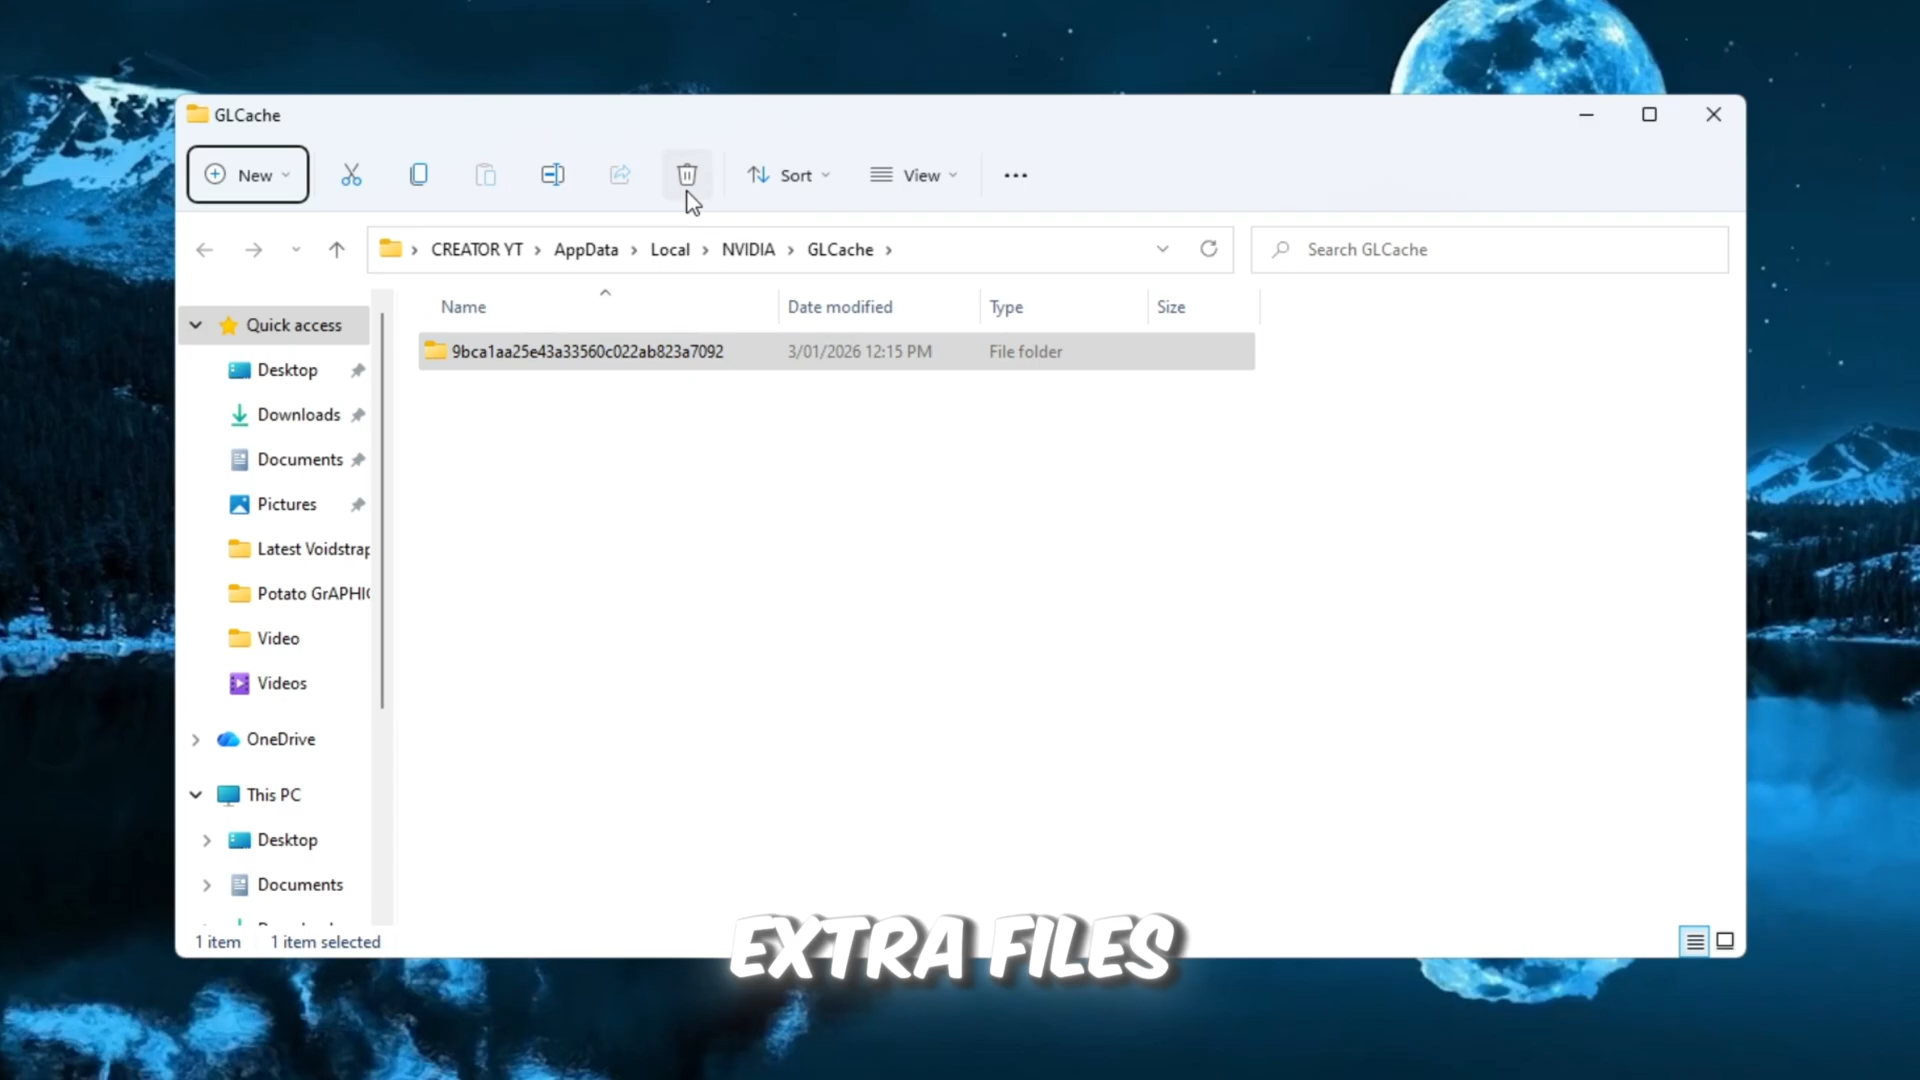 GLCache
New
Sort
View
CREATOR YT > AppData > Local > NVIDIA > GLCache >
Search GLCache
Name
Date modified
Type
Size
9bca1aa25e43a33560c022ab823a7092
3/01/2026 12:15 PM
File folder
Quick access
Desktop
Downloads
Documents
Pictures
Latest Voidstrap
Potato GrAPHIC
Video
Videos
OneDrive
This PC
Desktop
Documents
1 item
1 item selected
EXTRA FILES